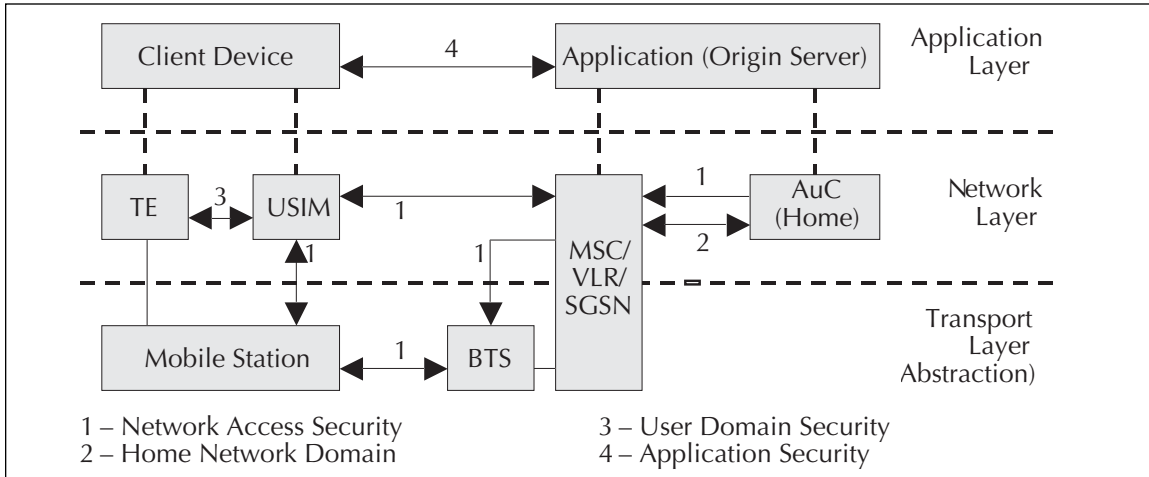 Client Device
4
Application (Origin Server)
Application
Layer
TE
3
USIM
1
MSC/
VLR/
SGSN
1
2
AuC
(Home)
Network
Layer
1
1
Mobile Station
1
BTS
Transport
Layer
Abstraction)
1 – Network Access Security
2 – Home Network Domain
3 – User Domain Security
4 – Application Security